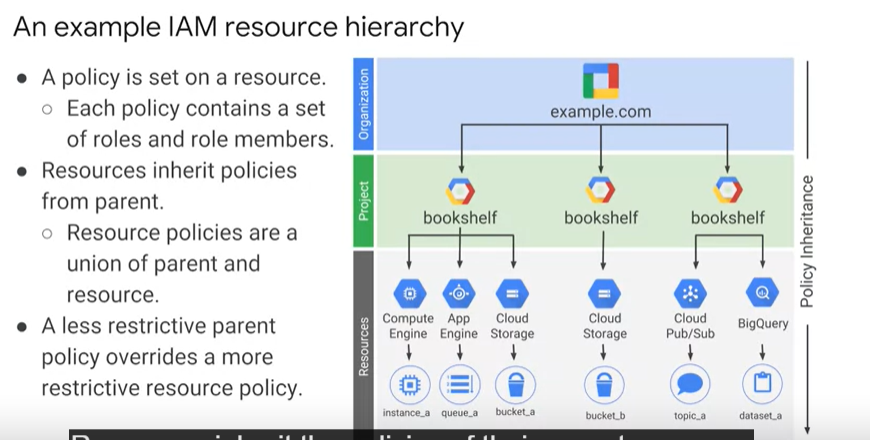 An example IAM resource hierarchy
● A policy is set on a resource.
○ Each policy contains a set
of roles and role members.
● Resources inherit policies
from parent.
○ Resource policies are a
union of parent and
resource.
● A less restrictive parent
policy overrides a more
restrictive resource policy.
Organization
example.com
Project
bookshelf
bookshelf
bookshelf
Resources
Compute
Engine
App
Engine
Cloud
Storage
Cloud
Storage
Cloud
Pub/Sub
BigQuery
instance_a
queue_a
bucket_a
bucket_b
topic_a
dataset_a
Policy Inheritance